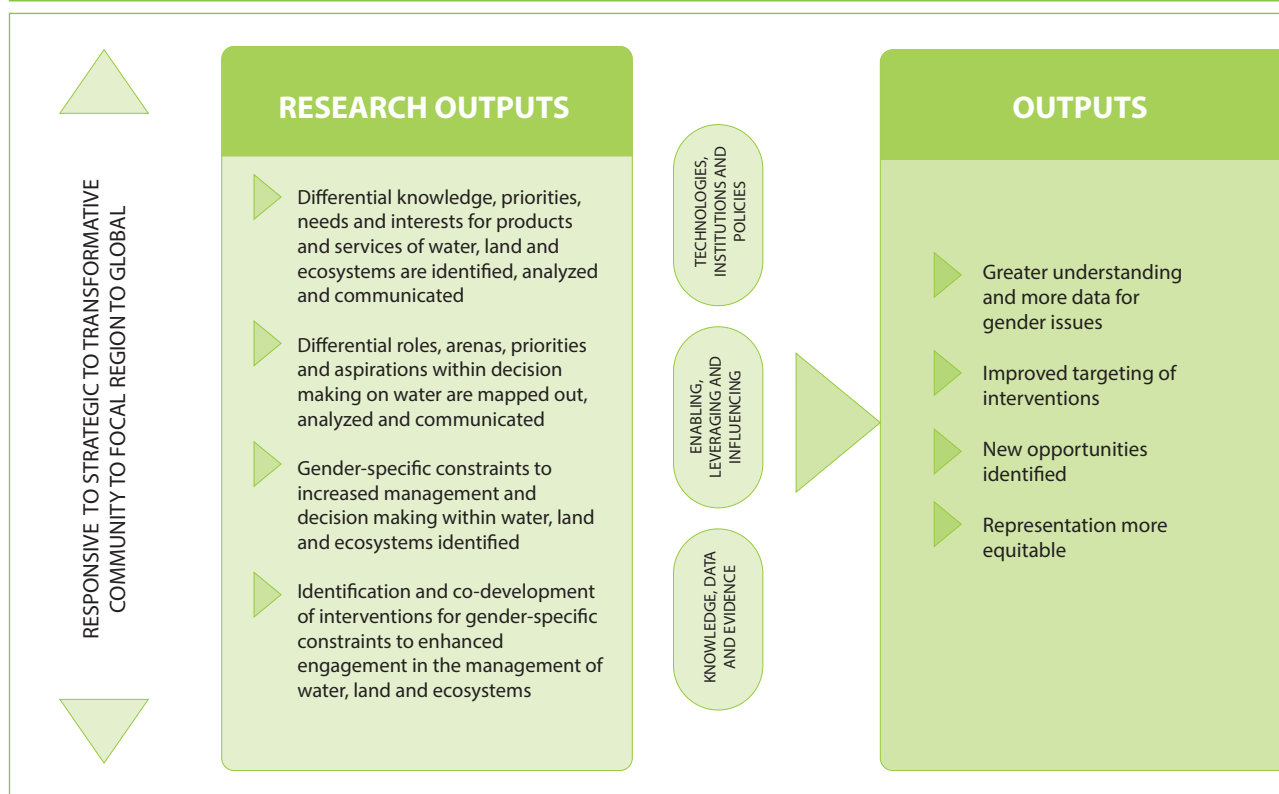 RESPONSIVE TO STRATEGIC TO TRANSFORMATIVE
COMMUNITY TO FOCAL REGION TO GLOBAL
RESEARCH OUTPUTS
Differential knowledge, priorities,
needs and interests for products
and services of water, land and
ecosystems are identified, analyzed
and communicated
Differential roles, arenas, priorities
and aspirations within decision
making on water are mapped out,
analyzed and communicated
Gender-specific constraints to
increased management and
decision making within water, land
and ecosystems identified
Identification and co-development
of interventions for gender-specific
constraints to enhanced
engagement in the management of
water, land and ecosystems
TECHNOLOGIES,
INSTITUTIONS AND
POLICIES
ENABLING,
LEVERAGING AND
INFLUENCING
KNOWLEDGE, DATA
AND EVIDENCE
OUTPUTS
Greater understanding
and more data for
gender issues
Improved targeting of
interventions
New opportunities
identified
Representation more
equitable